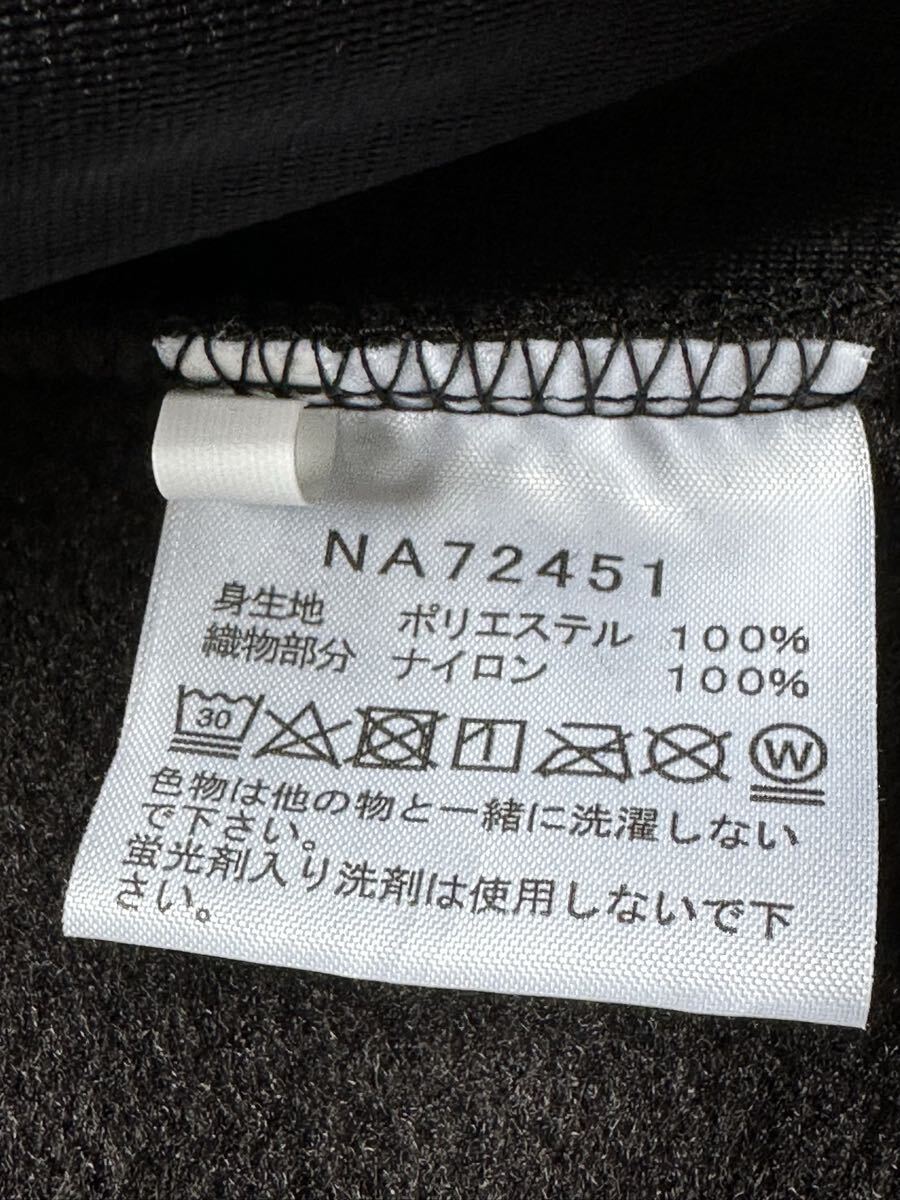 NA72451
身生地 ポリエステル 100%
織物部分 ナイロン 100%
30 W
色物は他の物と一緒に洗濯しない
で下さい。
蛍光剤入り洗剤は使用しないで下
さい。